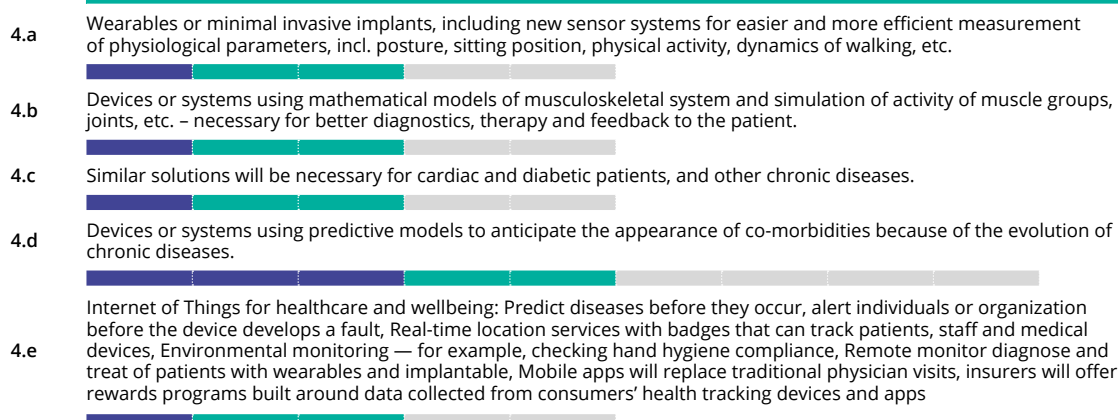 4.a
Wearables or minimal invasive implants, including new sensor systems for easier and more efficient measurement
of physiological parameters, incl. posture, sitting position, physical activity, dynamics of walking, etc.
4.b
Devices or systems using mathematical models of musculoskeletal system and simulation of activity of muscle groups,
joints, etc. – necessary for better diagnostics, therapy and feedback to the patient.
4.c
Similar solutions will be necessary for cardiac and diabetic patients, and other chronic diseases.
4.d
Devices or systems using predictive models to anticipate the appearance of co-morbidities because of the evolution of
chronic diseases.
4.e
Internet of Things for healthcare and wellbeing: Predict diseases before they occur, alert individuals or organization
before the device develops a fault, Real-time location services with badges that can track patients, staff and medical
devices, Environmental monitoring — for example, checking hand hygiene compliance, Remote monitor diagnose and
treat of patients with wearables and implantable, Mobile apps will replace traditional physician visits, insurers will offer
rewards programs built around data collected from consumers’ health tracking devices and apps